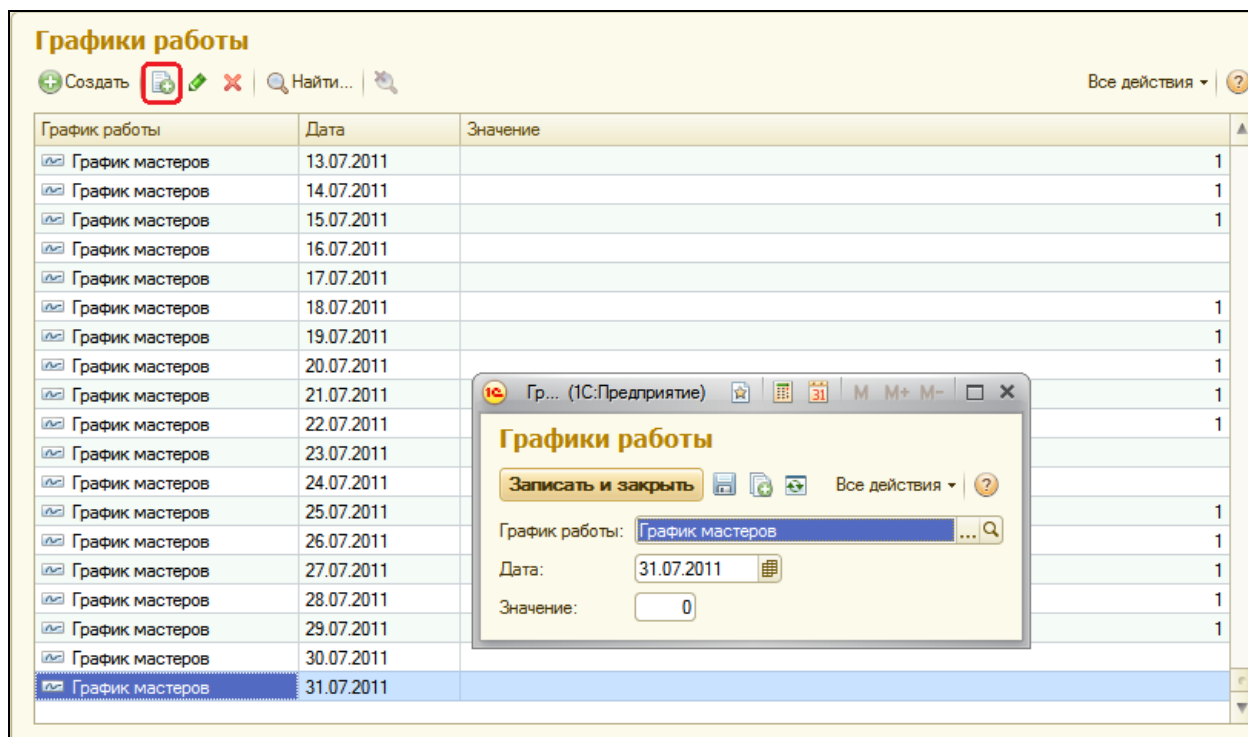 Графики работы
Создать Найти... Все действия
График работы Дата Значение
График мастеров 13.07.2011 1
График мастеров 14.07.2011 1
График мастеров 15.07.2011 1
График мастеров 16.07.2011
График мастеров 17.07.2011
График мастеров 18.07.2011 1
График мастеров 19.07.2011 1
График мастеров 20.07.2011 1
График мастеров 21.07.2011 1
График мастеров 22.07.2011 1
График мастеров 23.07.2011
График мастеров 24.07.2011
График мастеров 25.07.2011 1
График мастеров 26.07.2011 1
График мастеров 27.07.2011 1
График мастеров 28.07.2011 1
График мастеров 29.07.2011 1
График мастеров 30.07.2011
График мастеров 31.07.2011
1С Гр... (1С:Предприятие) 31 M M+ M-
Графики работы
Записать и закрыть Все действия ?
График работы: График мастеров ...
Дата: 31.07.2011
Значение: 0